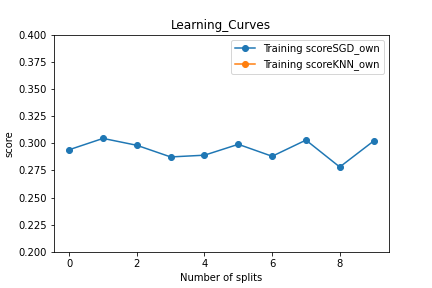 Learning_Curves
Training scoreSGD_own
Training scoreKNN_own
0.400
0.375
0.350
0.325
0.300
0.275
0.250
0.225
0.200
score
0 2 4 6 8
Number of splits